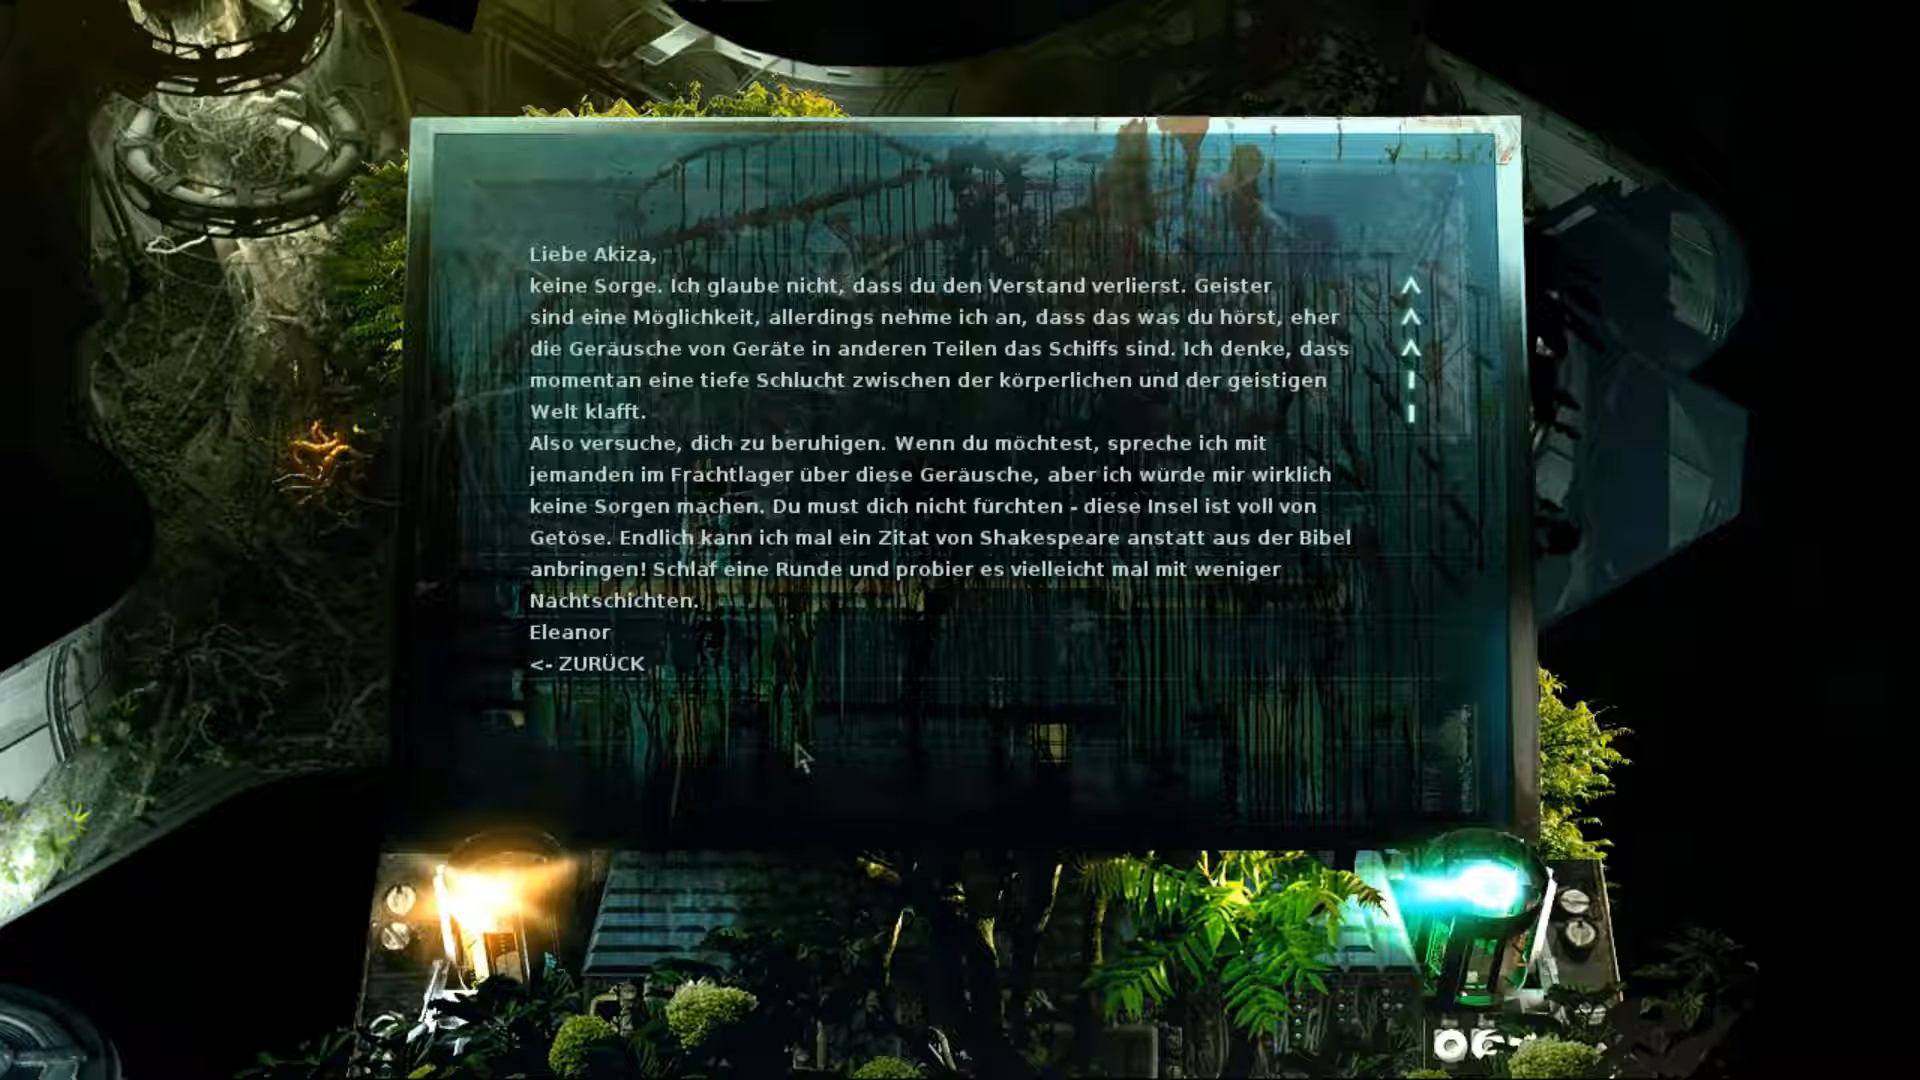 Liebe Akiza,
keine Sorge. Ich glaube nicht, dass du den Verstand verlierst. Geister
sind eine Möglichkeit, allerdings nehme ich an, dass das was du hörst, eher
die Geräusche von Geräte in anderen Teilen das Schiffs sind. Ich denke, dass
momentan eine tiefe Schlucht zwischen der körperlichen und der geistigen
Welt klafft.
Also versuche, dich zu beruhigen. Wenn du möchtest, spreche ich mit
jemanden im Frachtlager über diese Geräusche, aber ich würde mir wirklich
keine Sorgen machen. Du must dich nicht fürchten - diese Insel ist voll von
Getöse. Endlich kann ich mal ein Zitat von Shakespeare anstatt aus der Bibel
anbringen! Schlaf eine Runde und probier es vielleicht mal mit weniger
Nachtschichten.
Eleanor
<- ZURÜCK